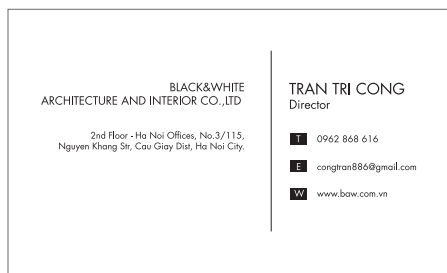 BLACK&WHITE
ARCHITECTURE AND INTERIOR CO.,LTD
2nd Floor - Ha Noi Offices, No.3/115,
Nguyen Khang Str, Cau Giay Dist, Ha Noi City.
TRAN TRI CONG
Director
T 0962 868 616
E congtran886@gmail.com
W www.baw.com.vn